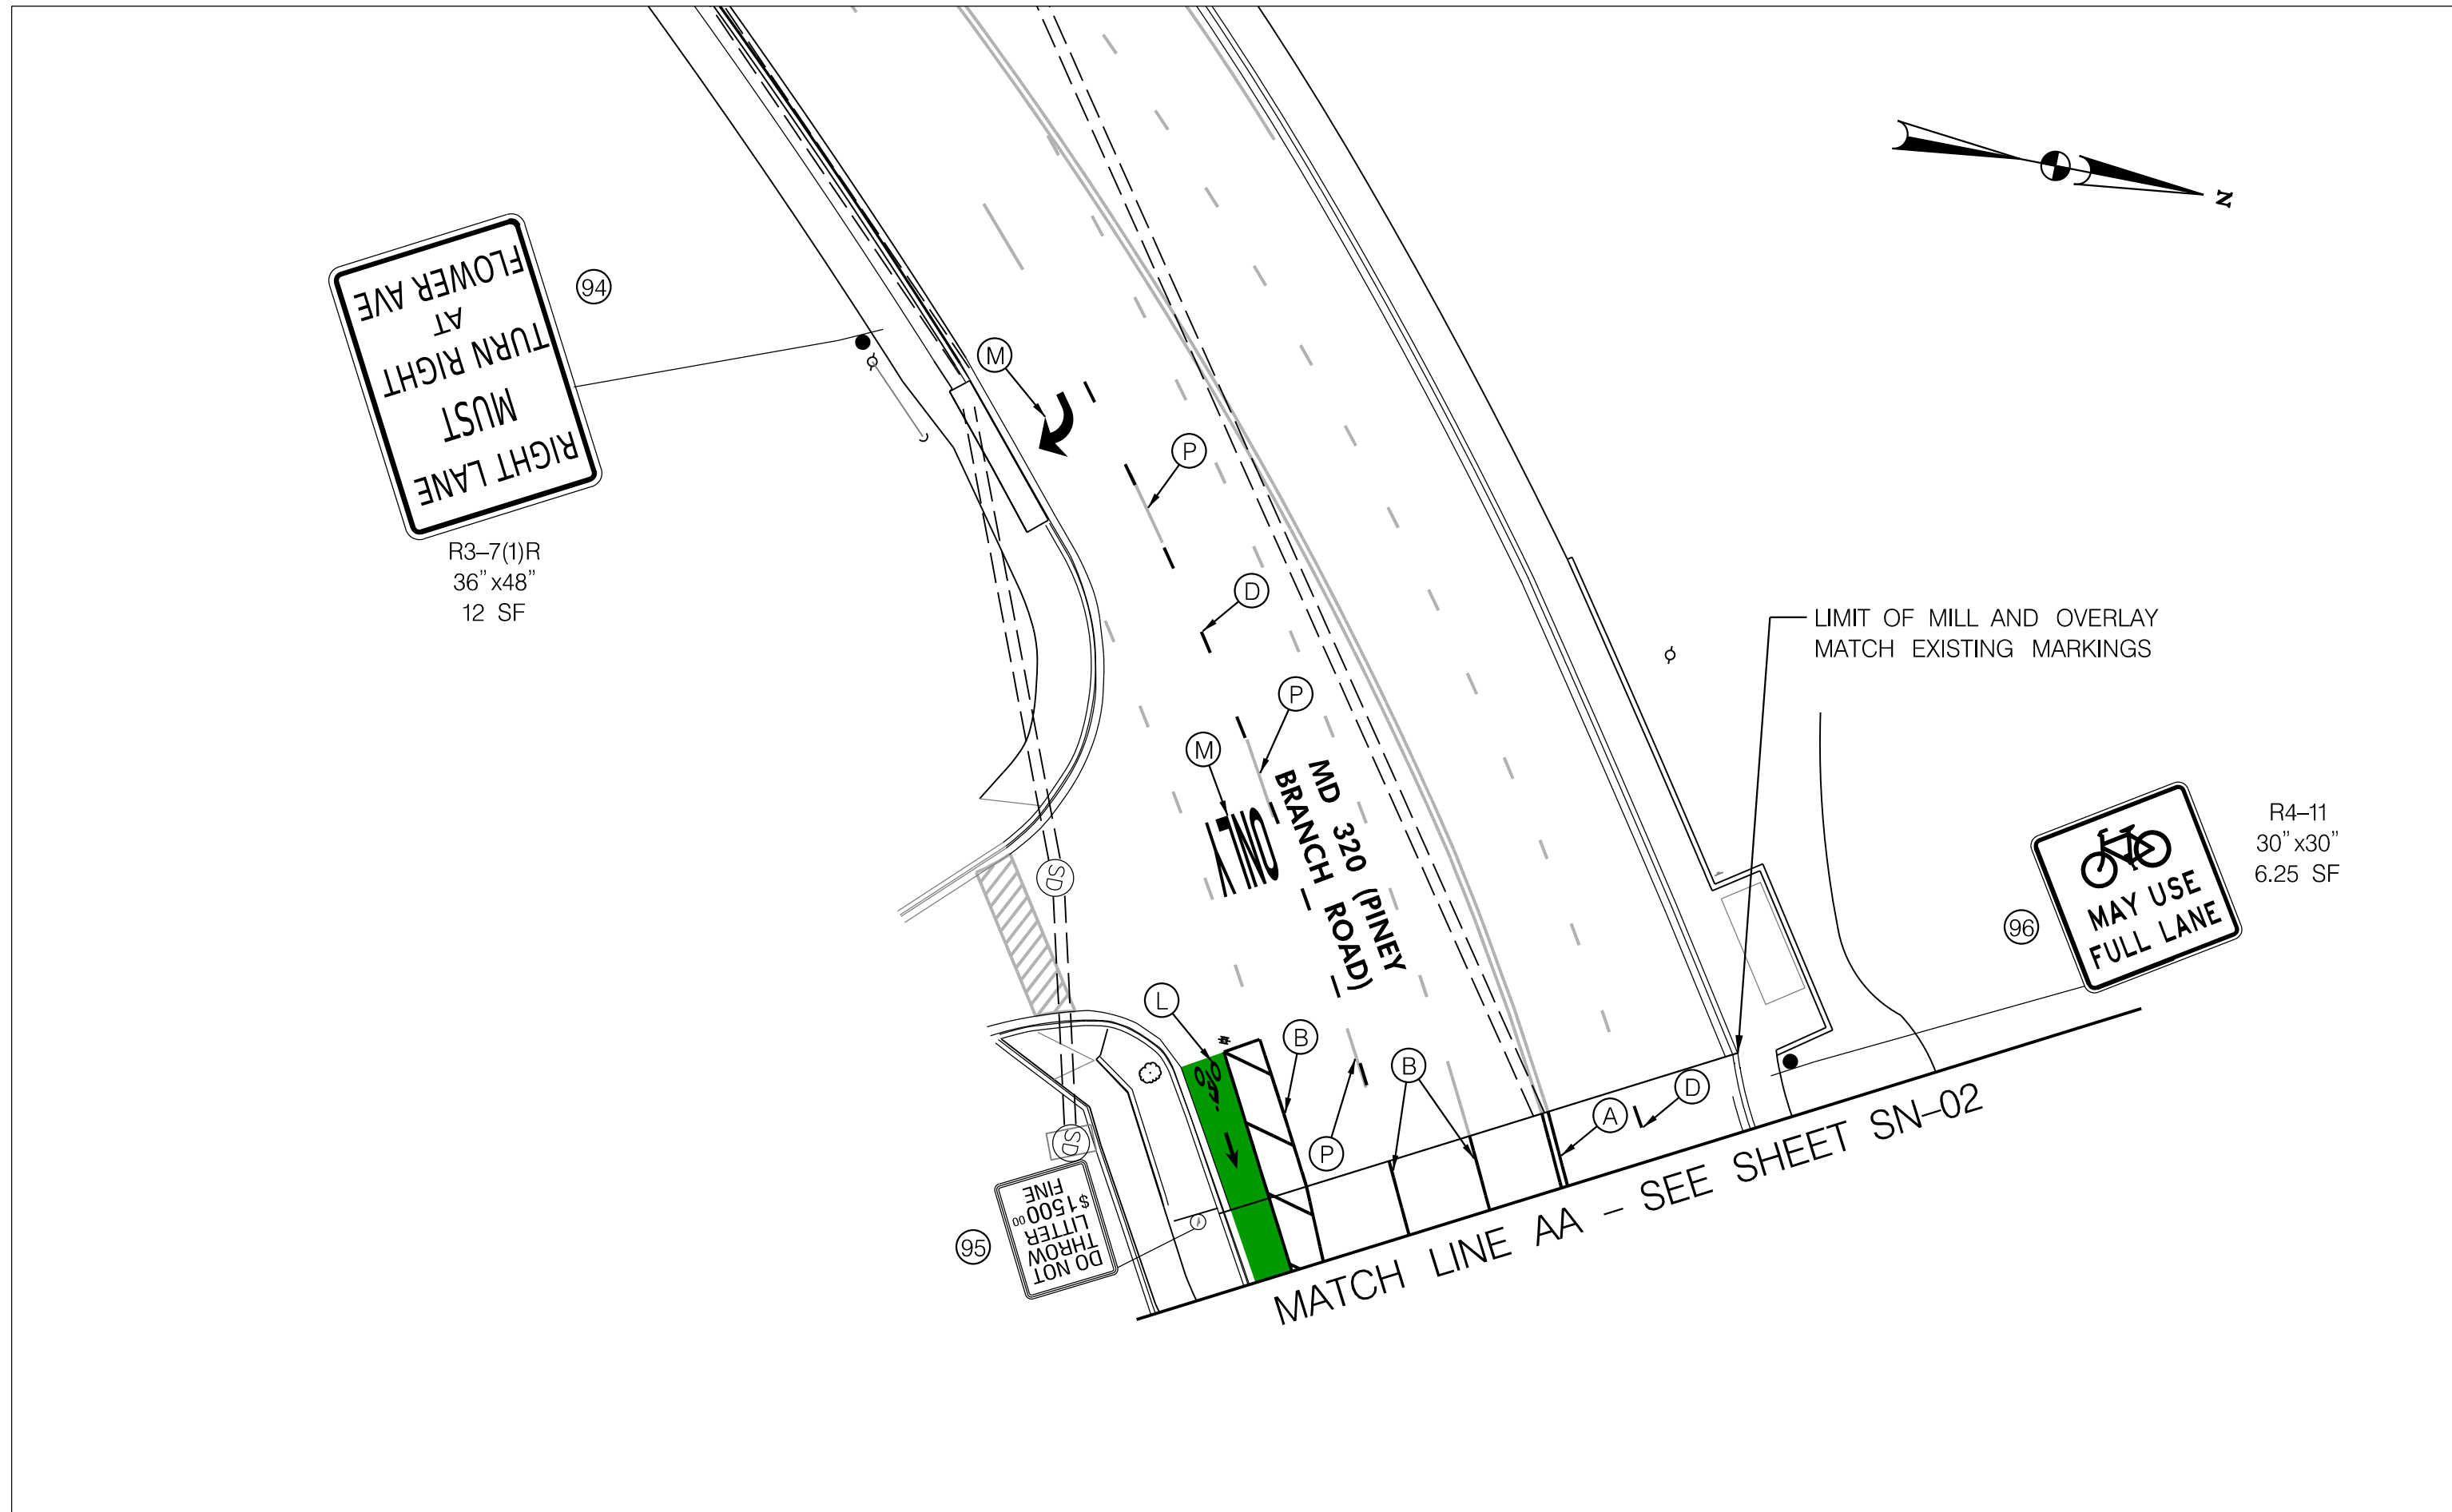 N
RIGHT LANE
MUST
TURN RIGHT
AT
FLOWER AVE
94
R3-7(1)R
36"x48"
12 SF
M
P
D
P
M
ONLY
MD 320 (PINEY
BRANCH ROAD)
LIMIT OF MILL AND OVERLAY
MATCH EXISTING MARKINGS
MAY USE
FULL LANE
96
R4-11
30"x30"
6.25 SF
SD
L
B
B
P
A
D
SD
DO NOT
THROW
LITTER
$1500.00
FINE
95
MATCH LINE AA - SEE SHEET SN-02